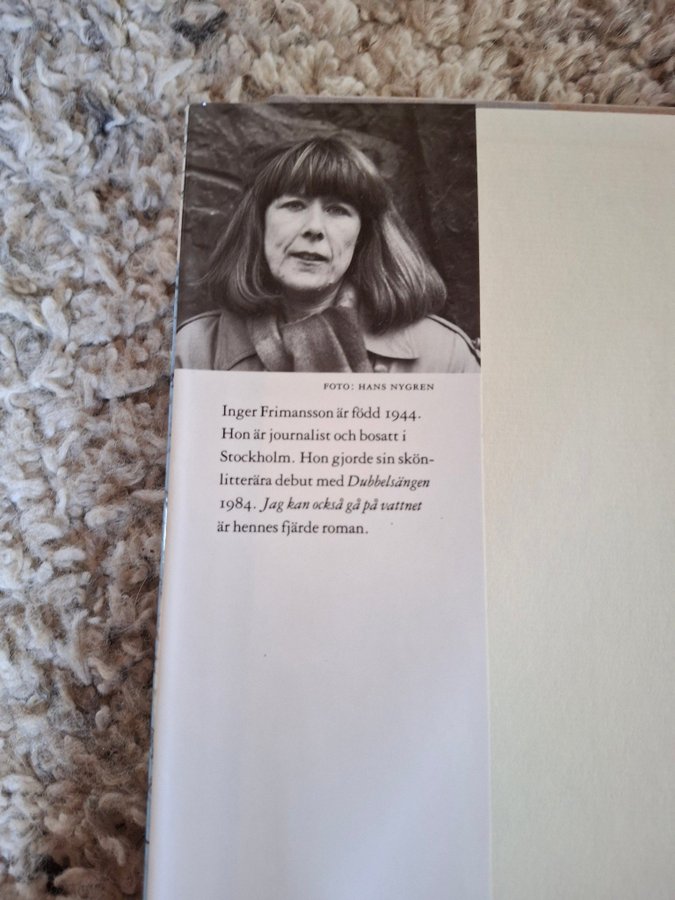 FOTO: HANS NYGREN
Inger Frimansson är född 1944.
Hon är journalist och bosatt i
Stockholm. Hon gjorde sin skön-
litterära debut med Dubbelsängen
1984. Jag kan också gå på vattnet
är hennes fjärde roman.